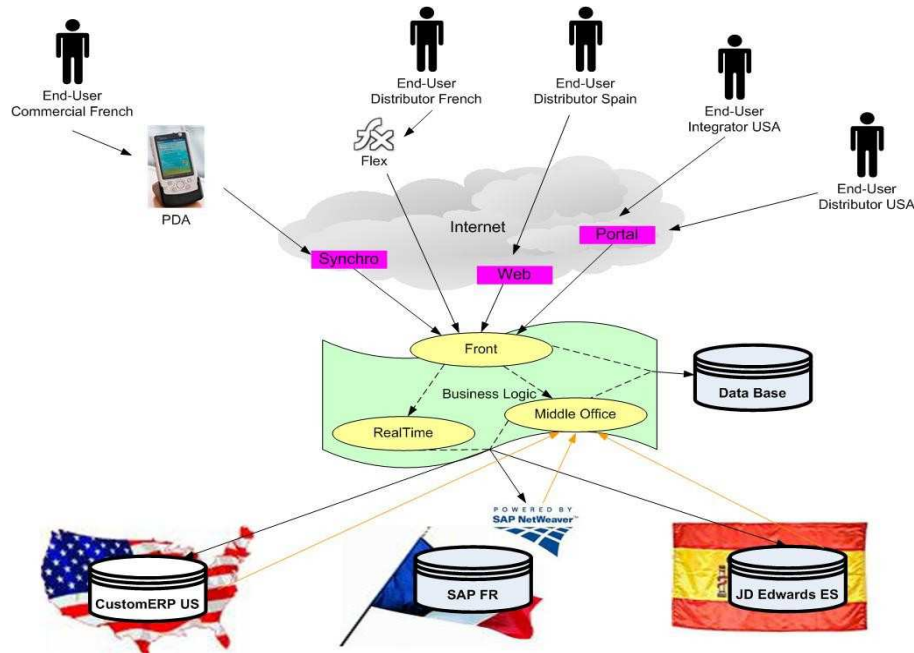 End-User
Commercial French
End-User
Distributor French
End-User
Distributor Spain
End-User
Integrator USA
End-User
Distributor USA
fx
Flex
PDA
Internet
Synchro
Web
Portal
Front
Business Logic
RealTime
Middle Office
Data Base
POWERED BY
SAP NetWeaver™
CustomERP US
SAP FR
JD Edwards ES